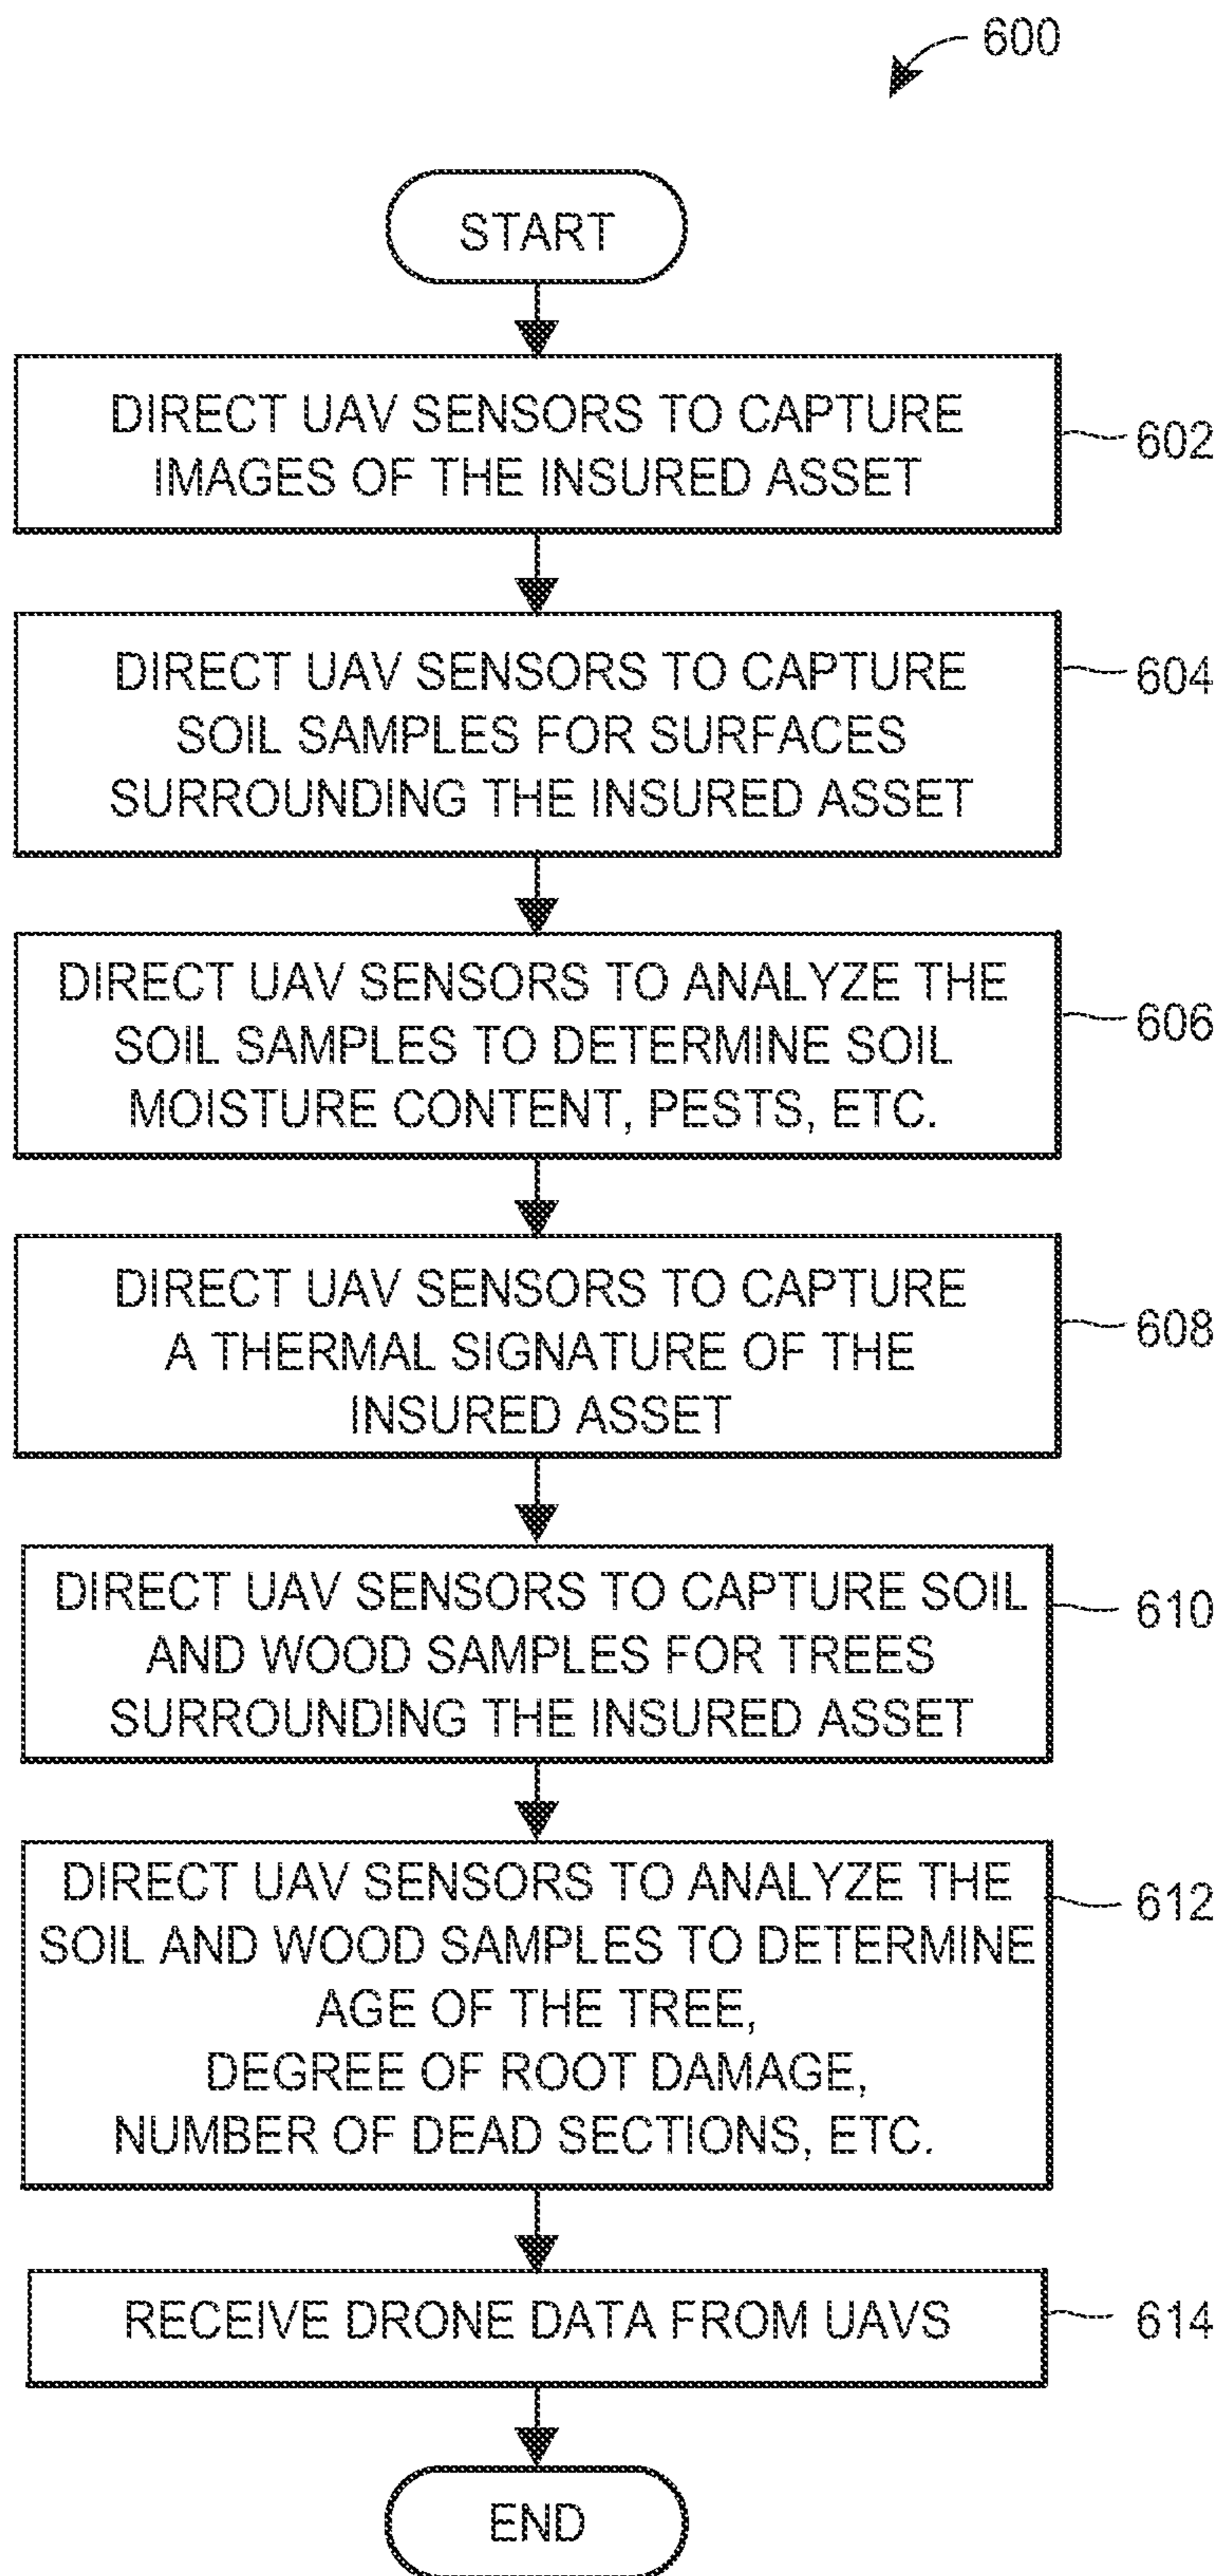 600
START
DIRECT UAV SENSORS TO CAPTURE
IMAGES OF THE INSURED ASSET
602
DIRECT UAV SENSORS TO CAPTURE
SOIL SAMPLES FOR SURFACES
SURROUNDING THE INSURED ASSET
604
DIRECT UAV SENSORS TO ANALYZE THE
SOIL SAMPLES TO DETERMINE SOIL
MOISTURE CONTENT, PESTS, ETC.
606
DIRECT UAV SENSORS TO CAPTURE
A THERMAL SIGNATURE OF THE
INSURED ASSET
608
DIRECT UAV SENSORS TO CAPTURE SOIL
AND WOOD SAMPLES FOR TREES
SURROUNDING THE INSURED ASSET
610
DIRECT UAV SENSORS TO ANALYZE THE
SOIL AND WOOD SAMPLES TO DETERMINE
AGE OF THE TREE,
DEGREE OF ROOT DAMAGE,
NUMBER OF DEAD SECTIONS, ETC.
612
RECEIVE DRONE DATA FROM UAVS
614
END